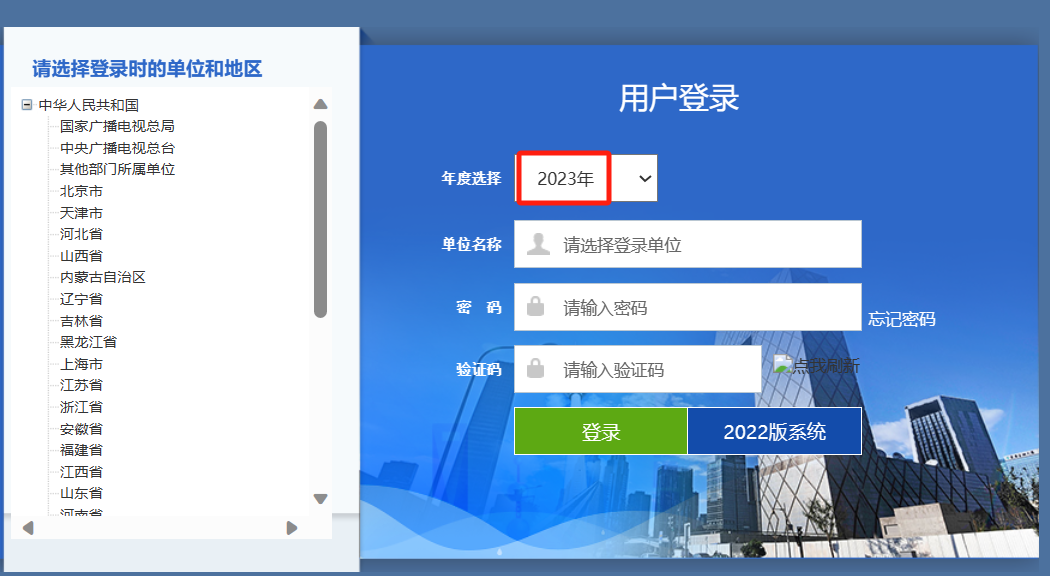 请选择登录时的单位和地区
中华人民共和国
国家广播电视总局
中央广播电视总台
其他部门所属单位
北京市
天津市
河北省
山西省
内蒙古自治区
辽宁省
吉林省
黑龙江省
上海市
江苏省
浙江省
安徽省
福建省
江西省
山东省
河南省
用户登录
年度选择 2023年
单位名称 请选择登录单位
密 码 请输入密码 忘记密码
验证码 请输入验证码 点我刷新
登录 2022版系统